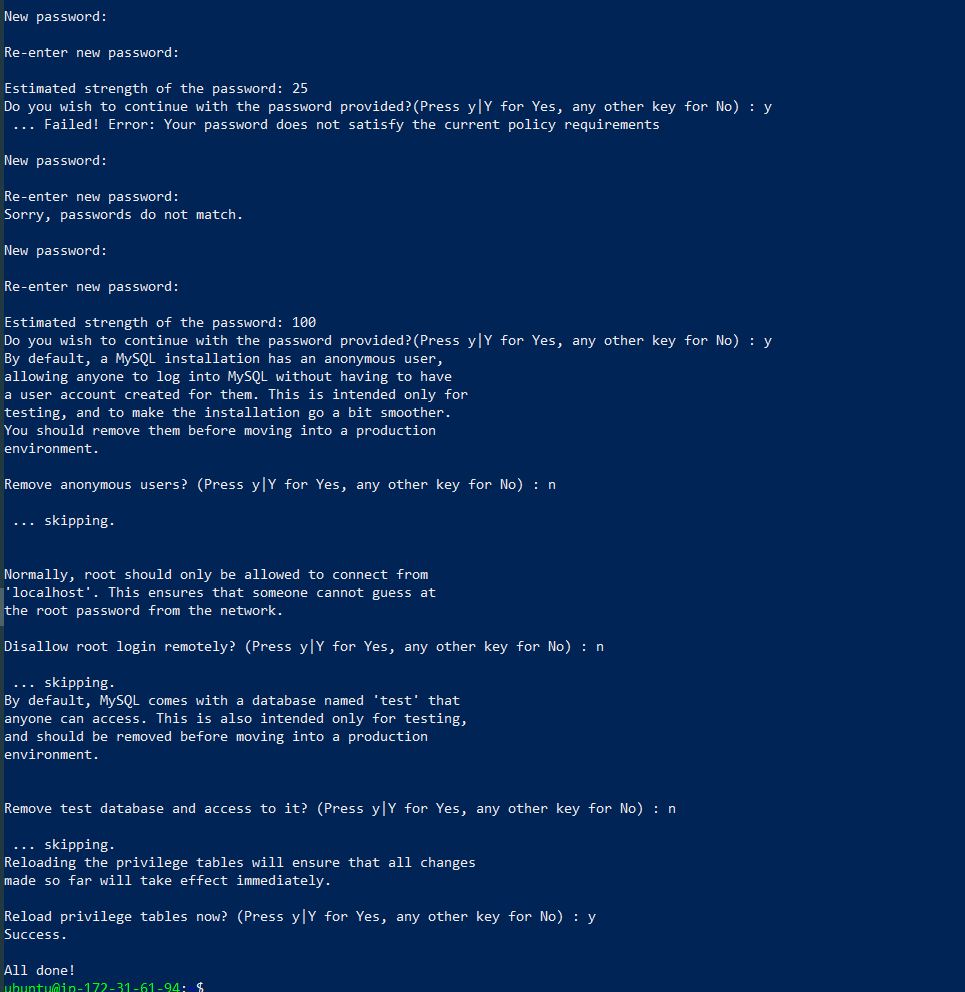 New password:
Re-enter new password:
Estimated strength of the password: 25
Do you wish to continue with the password provided?(Press y|Y for Yes, any other key for No) : y
... Failed! Error: Your password does not satisfy the current policy requirements
New password:
Re-enter new password:
Sorry, passwords do not match.
New password:
Re-enter new password:
Estimated strength of the password: 100
Do you wish to continue with the password provided?(Press y|Y for Yes, any other key for No) : y
By default, a MySQL installation has an anonymous user,
allowing anyone to log into MySQL without having to have
a user account created for them. This is intended only for
testing, and to make the installation go a bit smoother.
You should remove them before moving into a production
environment.
Remove anonymous users? (Press y|Y for Yes, any other key for No) : n
... skipping.
Normally, root should only be allowed to connect from
'localhost'. This ensures that someone cannot guess at
the root password from the network.
Disallow root login remotely? (Press y|Y for Yes, any other key for No) : n
... skipping.
By default, MySQL comes with a database named 'test' that
anyone can access. This is also intended only for testing,
and should be removed before moving into a production
environment.
Remove test database and access to it? (Press y|Y for Yes, any other key for No) : n
... skipping.
Reloading the privilege tables will ensure that all changes
made so far will take effect immediately.
Reload privilege tables now? (Press y|Y for Yes, any other key for No) : y
Success.
All done!
ubuntu@ip-172-31-61-94: $